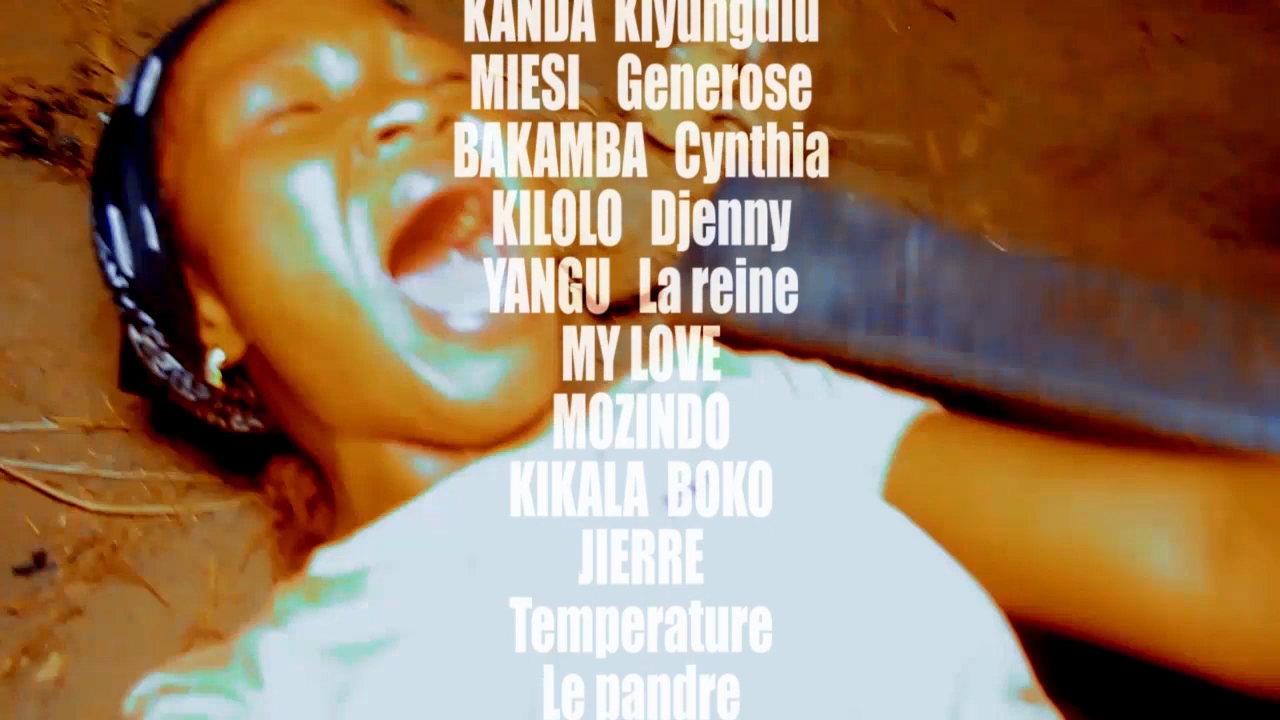 KANDA Kiyungulu
MIESI Generose
BAKAMBA Cynthia
KILOLO Djenny
YANGU La reine
MY LOVE
MOZINDO
KIKALA BOKO
JIERRE
Temperature
Le pandre